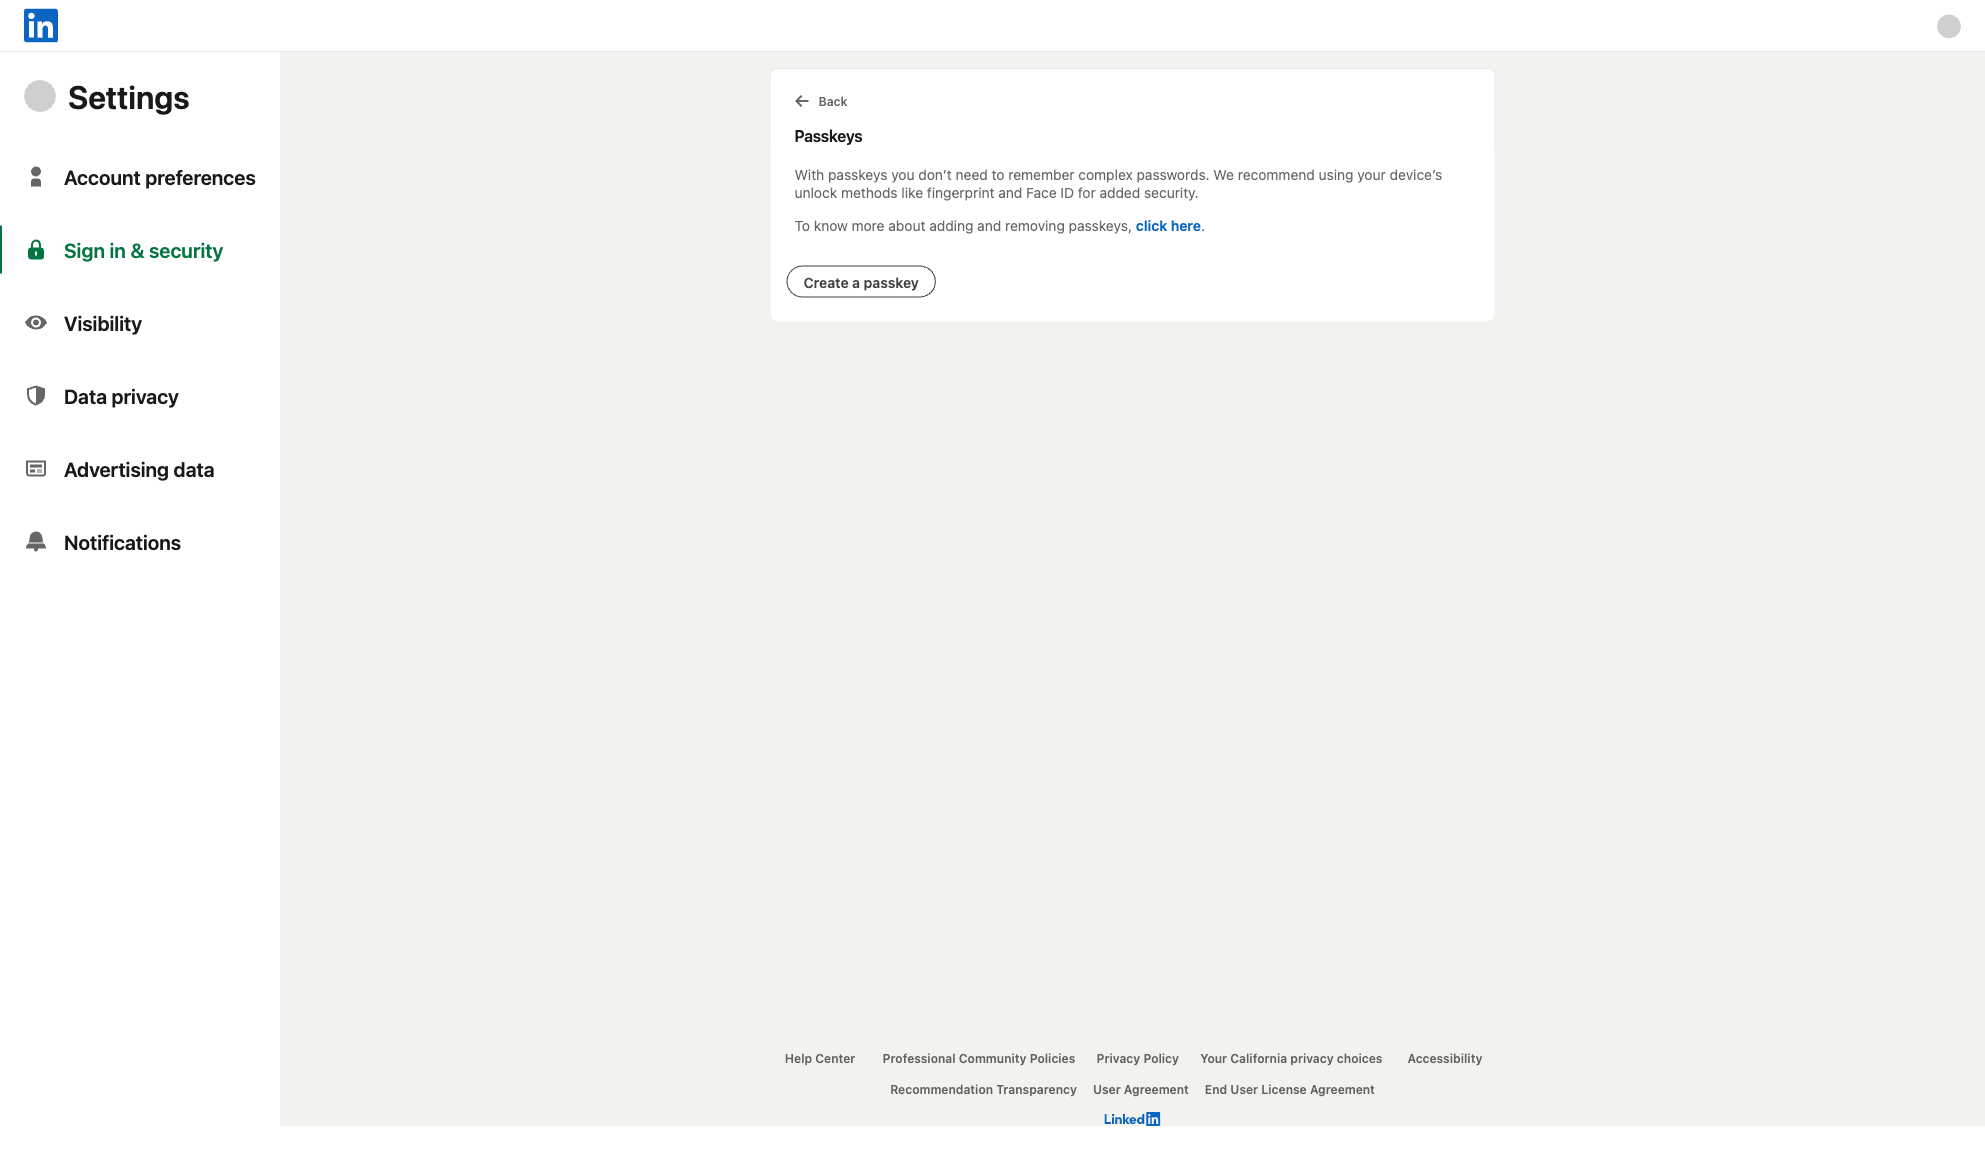 in
Settings
Account preferences
Sign in & security
Visibility
Data privacy
Advertising data
Notifications
Back
Passkeys
With passkeys you don’t need to remember complex passwords. We recommend using your device’s
unlock methods like fingerprint and Face ID for added security.
To know more about adding and removing passkeys, click here.
Create a passkey
Help Center Professional Community Policies Privacy Policy Your California privacy choices Accessibility
Recommendation Transparency User Agreement End User License Agreement
Linkedin